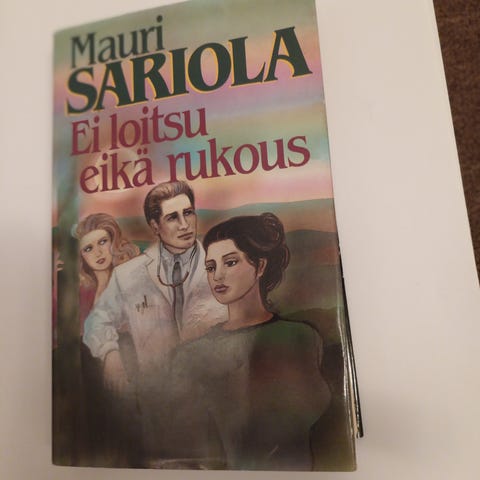 Mauri
SARIOLA
Ei loitsu
eikä rukous